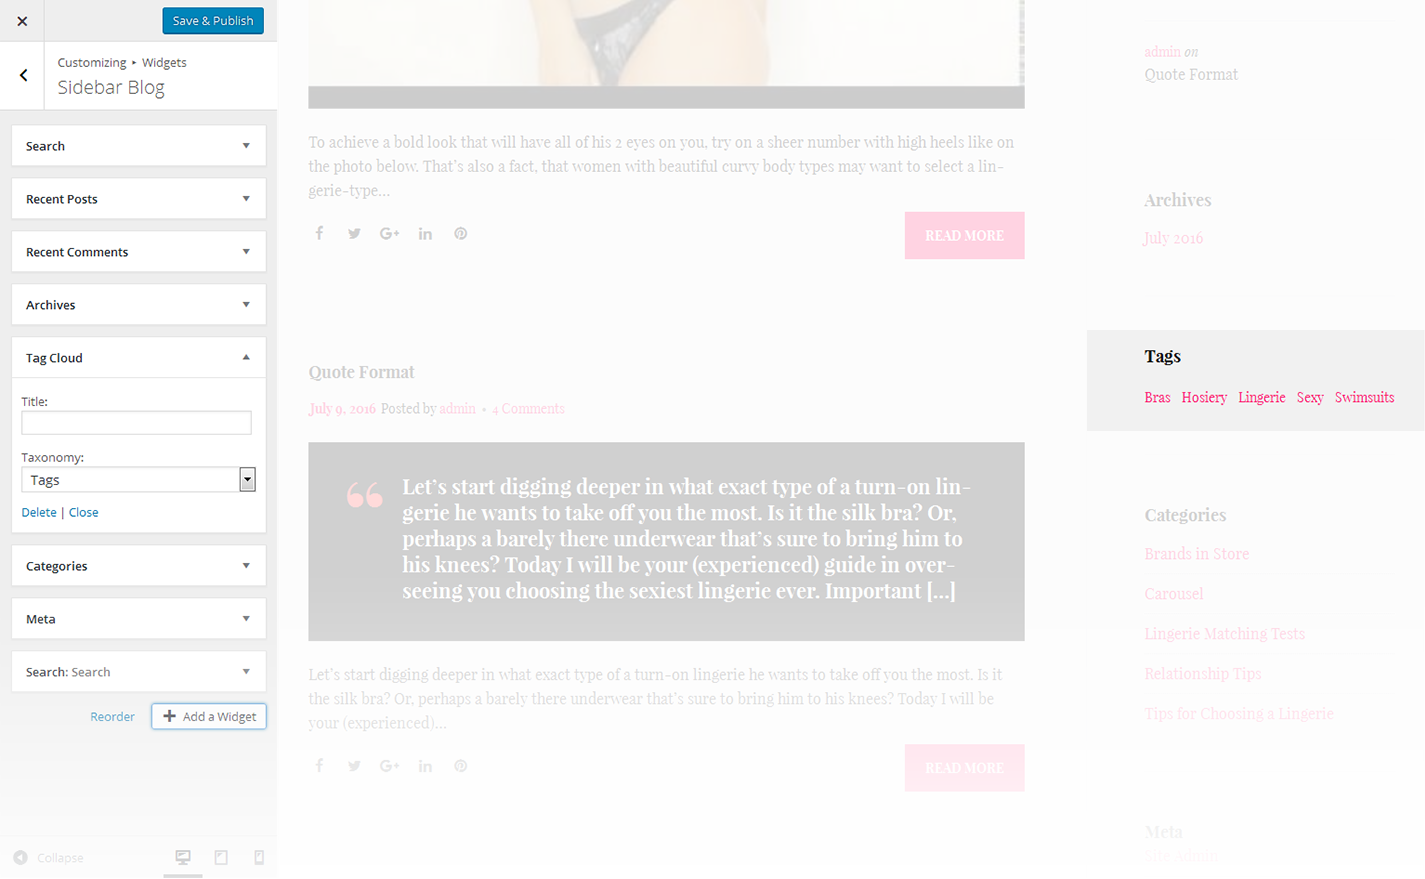 Save & Publish
Customizing ▸ Widgets
Sidebar Blog
Search
Recent Posts
Recent Comments
Archives
Tag Cloud
Title:
Taxonomy:
Tags
Delete | Close
Categories
Meta
Search: Search
Reorder
Add a Widget
Collapse
To achieve a bold look that will have all of his 2 eyes on you, try on a sheer number with high heels like on
the photo below. That’s also a fact, that women with beautiful curvy body types may want to select a lin-
gerie-type...
READ MORE
Quote Format
July 9, 2016 Posted by admin • 4 Comments
“ Let’s start digging deeper in what exact type of a turn-on lin-
gerie he wants to take off you the most. Is it the silk bra? Or,
perhaps a barely there underwear that’s sure to bring him to
his knees? Today I will be your (experienced) guide in over-
seeing you choosing the sexiest lingerie ever. Important [...]
Let’s start digging deeper in what exact type of a turn-on lingerie he wants to take off you the most. Is it
the silk bra? Or, perhaps a barely there underwear that’s sure to bring him to his knees? Today I will be
your (experienced)...
READ MORE
admin on
Quote Format
Archives
July 2016
Tags
Bras Hosiery Lingerie Sexy Swimsuits
Categories
Brands in Store
Carousel
Lingerie Matching Tests
Relationship Tips
Tips for Choosing a Lingerie
Meta
Site Admin